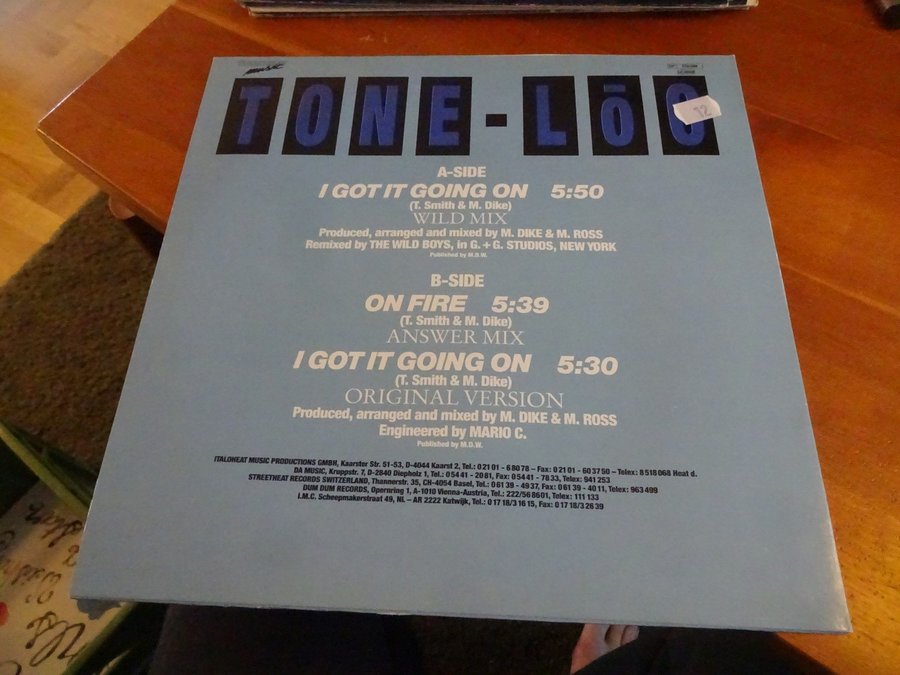 MUSIC
TONE-LōC
12
A-SIDE
I GOT IT GOING ON 5:50
(T. Smith & M. Dike)
WILD MIX
Produced, arranged and mixed by M. DIKE & M. ROSS
Remixed by THE WILD BOYS, in G. + G. STUDIOS, NEW YORK
Published by M.D.W.
B-SIDE
ON FIRE 5:39
(T. Smith & M. Dike)
ANSWER MIX
I GOT IT GOING ON 5:30
(T. Smith & M. Dike)
ORIGINAL VERSION
Produced, arranged and mixed by M. DIKE & M. ROSS
Engineered by MARIO C.
Published by M.D.W.
ITALOHEAT MUSIC PRODUCTIONS GMBH, Kaarster Str. 51-53, D-4044 Kaarst 2, Tel.: 0 21 01 - 6 80 78 – Fax: 0 21 01 - 60 37 50 – Telex: 8 518 068 Heat d.
DA MUSIC, Kruppstr. 7, D-2840 Diepholz 1, Tel.: 0 54 41 - 20 81, Fax: 0 54 41 - 78 33, Telex: 941 253
STREETHEAT RECORDS SWITZERLAND, Thannerstr. 35, CH-4054 Basel, Tel.: 0 61 39 - 49 37, Fax: 0 61 39 - 40 11, Telex: 963 499
DUM DUM RECORDS, Opernring 1, A-1010 Vienna-Austria, Tel.: 222/56 86 01, Telex: 111 133
I.M.C. Scheepmakerstraat 49, NL – AR 2222 Katwijk, Tel.: 0 17 18/3 16 15, Fax: 0 17 18/3 26 39